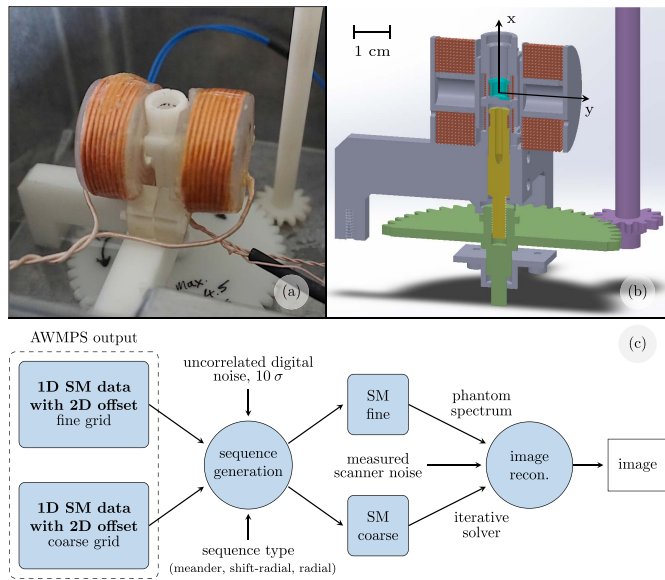 max.
4.5
(a)
1 cm
x
y
(b)
(c)
AWMPS output
1D SM data
with 2D offset
fine grid
1D SM data
with 2D offset
coarse grid
uncorrelated digital
noise, 10 σ
sequence
generation
sequence type
(meander, shift-radial, radial)
SM
fine
SM
coarse
phantom
spectrum
measured
scanner noise
iterative
solver
image
recon.
image